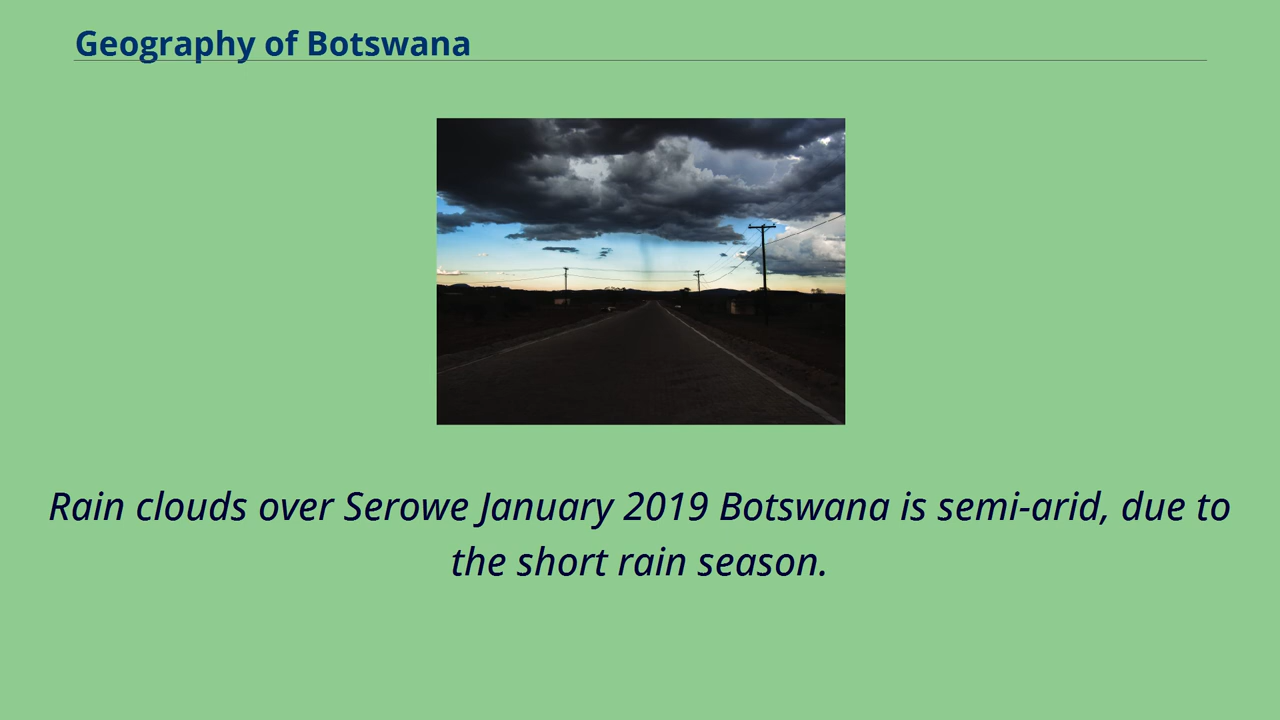 Geography of Botswana
Rain clouds over Serowe January 2019 Botswana is semi-arid, due to
the short rain season.